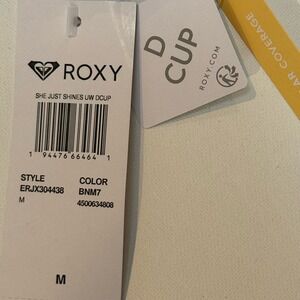 ROXY
SHE JUST SHINES UW DCUP
1 94476 66464 1
STYLE COLOR
ERJX304438 BNM7
M 4500634808
M
D
CUP
ROXY.COM
COVERAGE